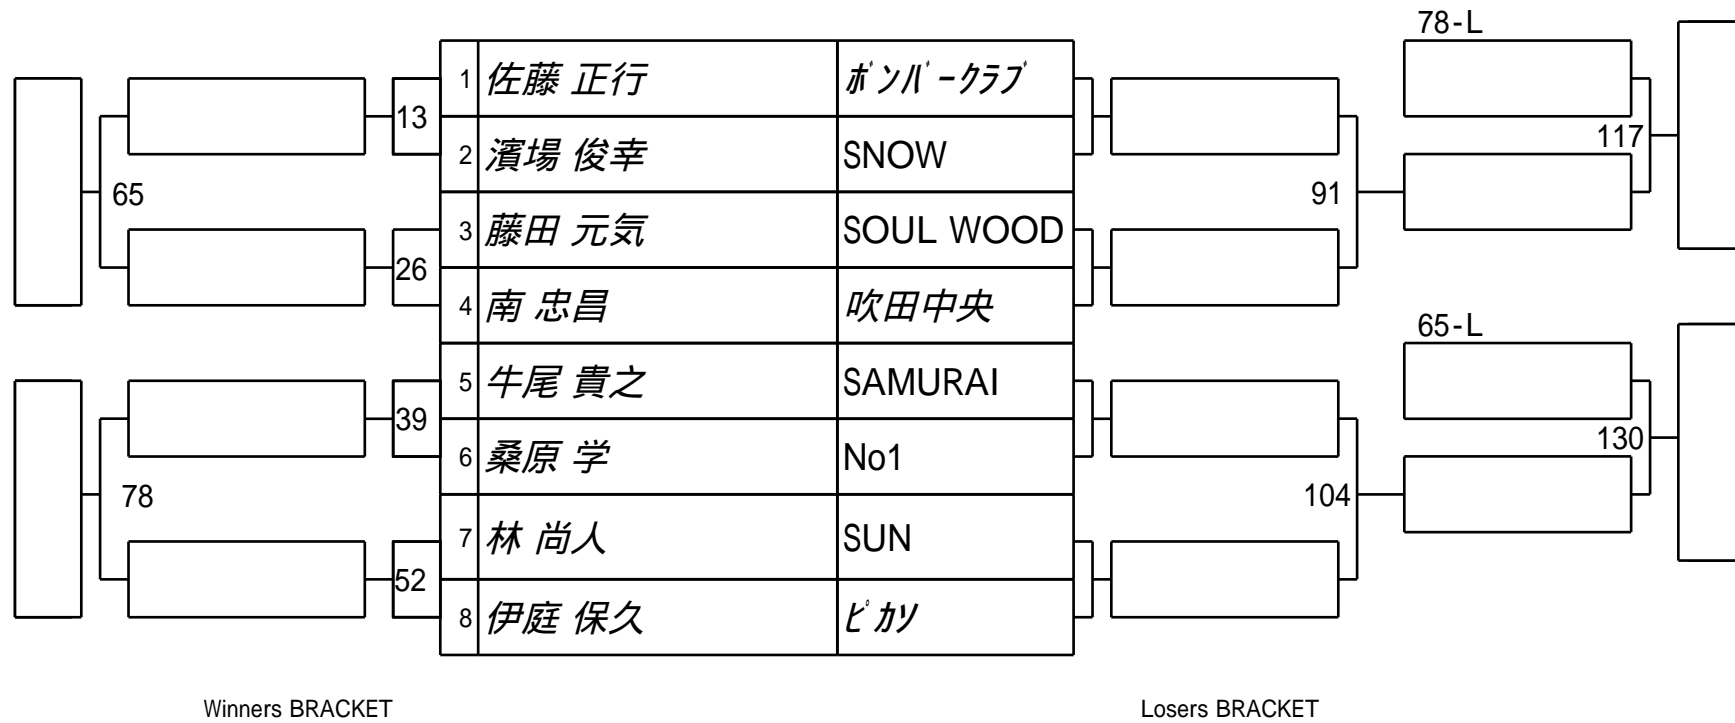 78-L
1 佐藤 正行 ボンバークラブ
13
117
2 濱場 俊幸 SNOW
65
91
3 藤田 元気 SOUL WOOD
26
4 南 忠昌 吹田中央
65-L
5 牛尾 貴之 SAMURAI
39
130
6 桑原 学 No1
78
104
7 林 尚人 SUN
52
8 伊庭 保久 ピカソ
Winners BRACKET
Losers BRACKET